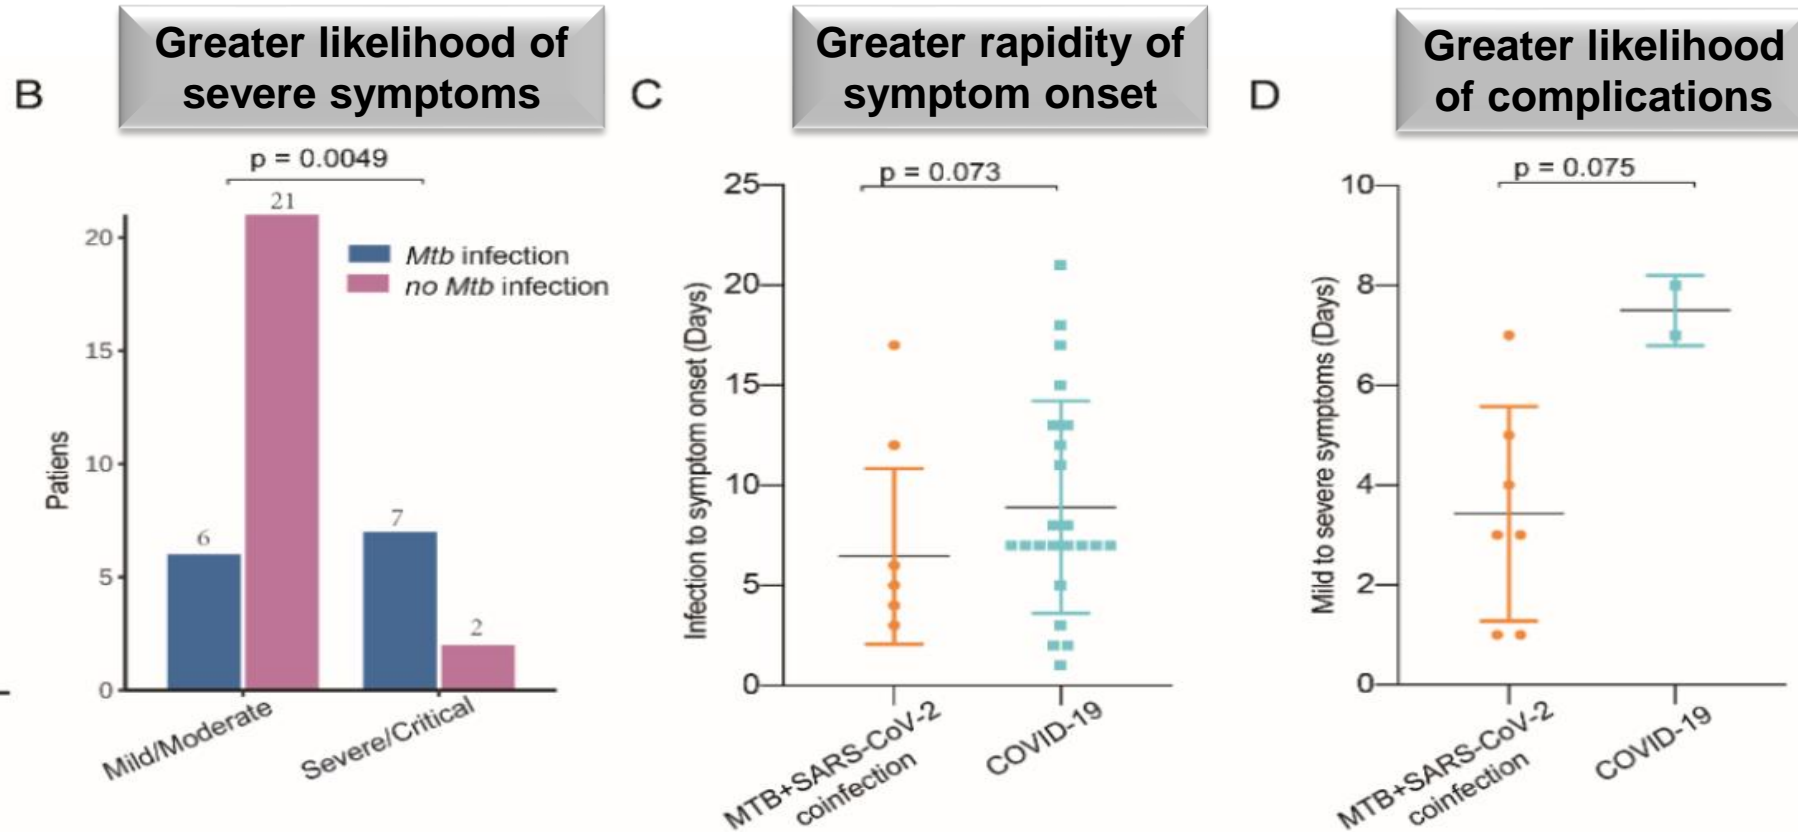 B
Greater likelihood of
severe symptoms
p = 0.0049
21
20
15
10
5
0
6
7
2
Patiens
Mtb infection
no Mtb infection
Mild/Moderate
Severe/Critical
C
Greater rapidity of
symptom onset
p = 0.073
25
20
15
10
5
0
Infection to symptom onset (Days)
MTB+SARS-CoV-2
coinfection
COVID-19
D
Greater likelihood
of complications
p = 0.075
10
8
6
4
2
0
Mild to severe symptoms (Days)
MTB+SARS-CoV-2
coinfection
COVID-19